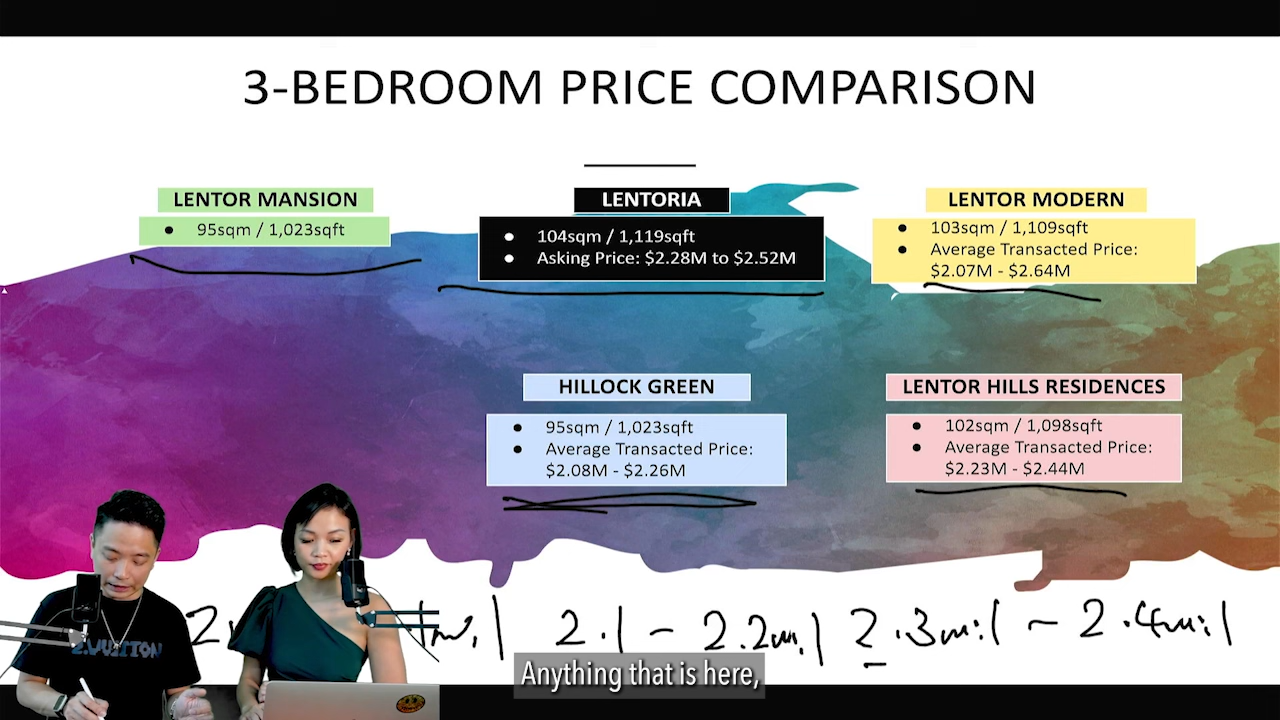 3-BEDROOM PRICE COMPARISON
LENTOR MANSION
● 95sqm / 1,023sqft
LENTORIA
● 104sqm / 1,119sqft
● Asking Price: $2.28M to $2.52M
LENTOR MODERN
● 103sqm / 1,109sqft
● Average Transacted Price:
$2.07M - $2.64M
HILLOCK GREEN
● 95sqm / 1,023sqft
● Average Transacted Price:
$2.08M - $2.26M
LENTOR HILLS RESIDENCES
● 102sqm / 1,098sqft
● Average Transacted Price:
$2.23M - $2.44M
2.1 - 2.2mil
2.3mil - 2.4mil
Anything that is here,